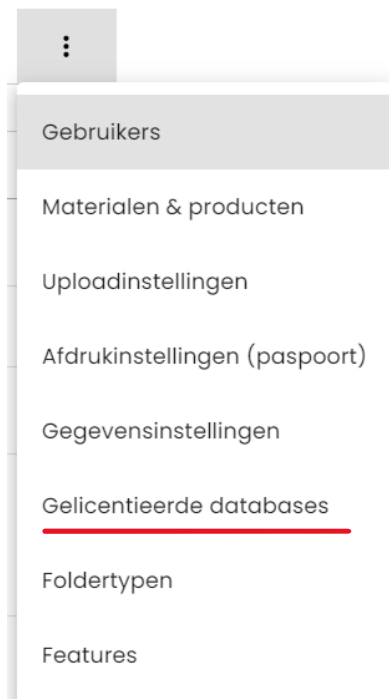 Gebruikers
Materialen & producten
Uploadinstellingen
Afdrukinstellingen (paspoort)
Gegevensinstellingen
Gelicentieerde databases
Foldertypen
Features